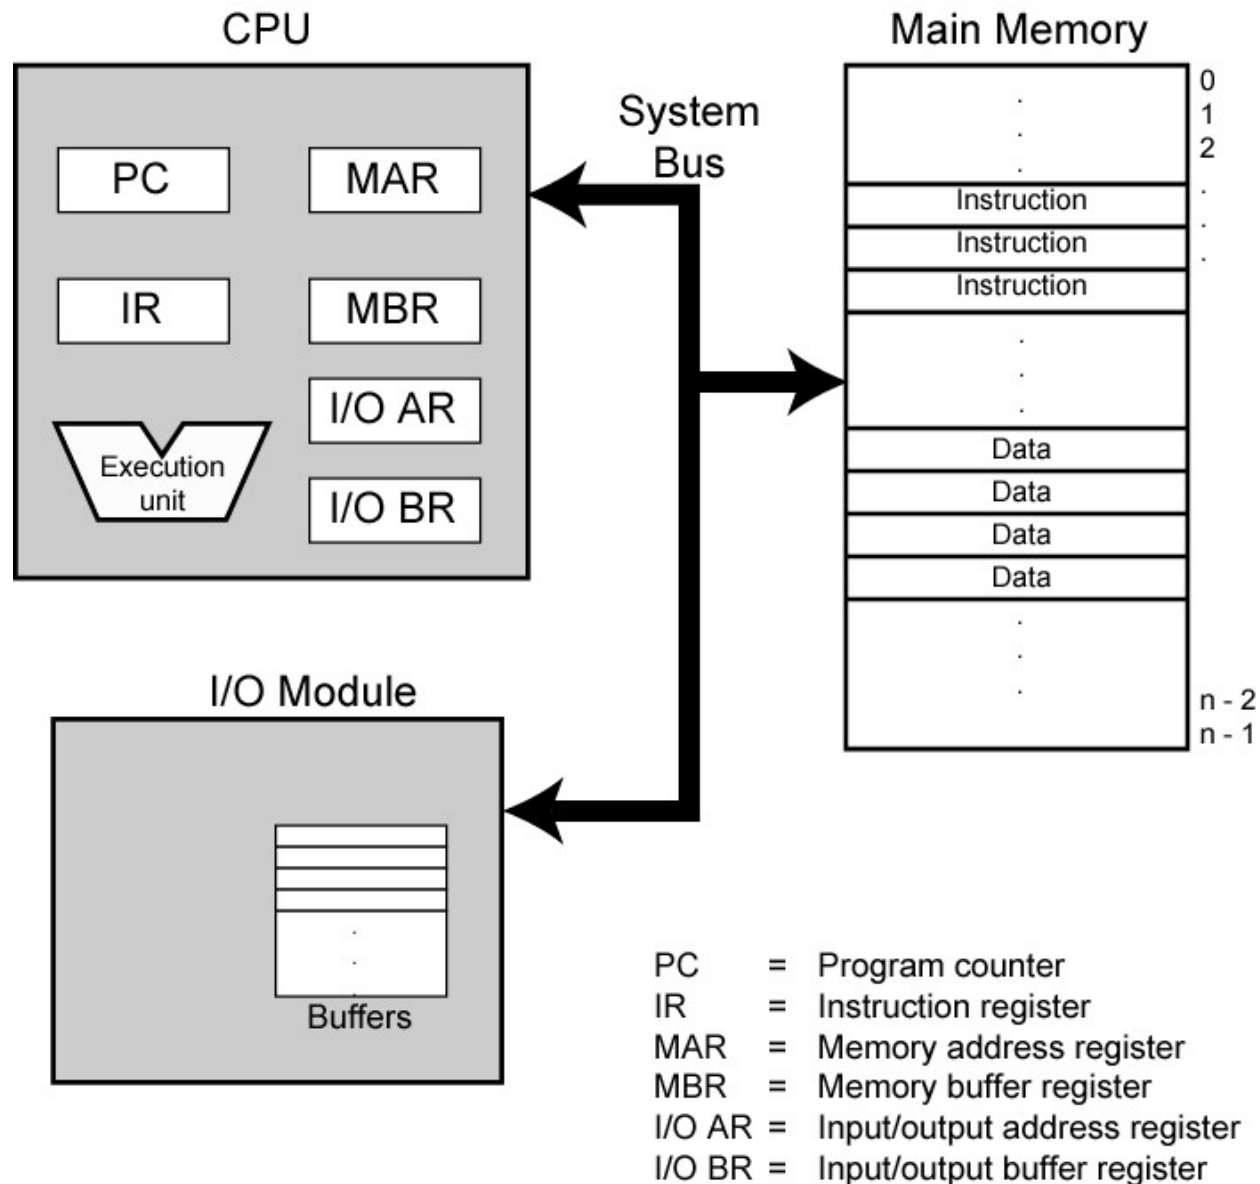 CPU
PC
MAR
IR
MBR
I/O AR
Execution
unit
I/O BR
System
Bus
Main Memory
0
1
2
.
.
.
.
.
.
Instruction
Instruction
Instruction
.
.
.
Data
Data
Data
Data
.
.
.
n - 2
n - 1
I/O Module
.
.
.
Buffers
PC = Program counter
IR = Instruction register
MAR = Memory address register
MBR = Memory buffer register
I/O AR = Input/output address register
I/O BR = Input/output buffer register